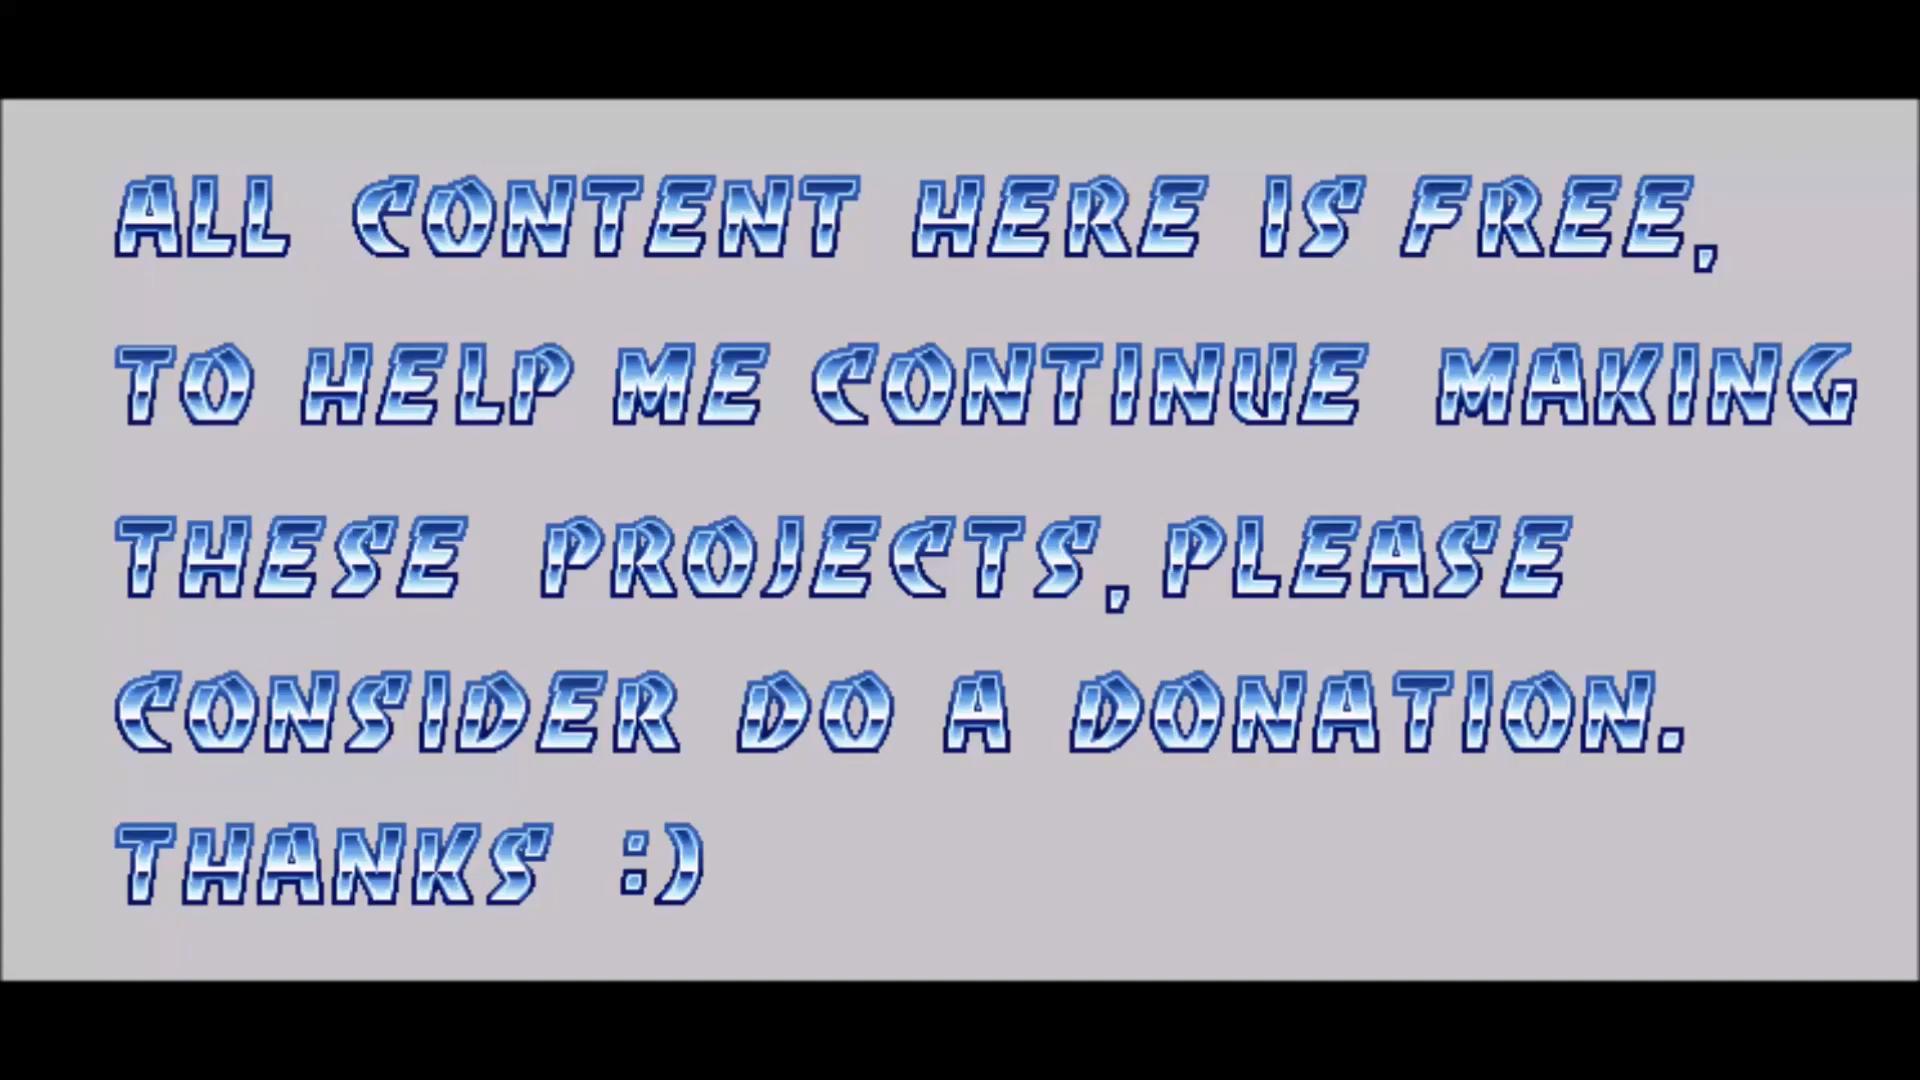 ALL CONTENT HERE IS FREE,
TO HELP ME CONTINUE MAKING
THESE PROJECTS, PLEASE
CONSIDER DO A DONATION.
THANKS :)